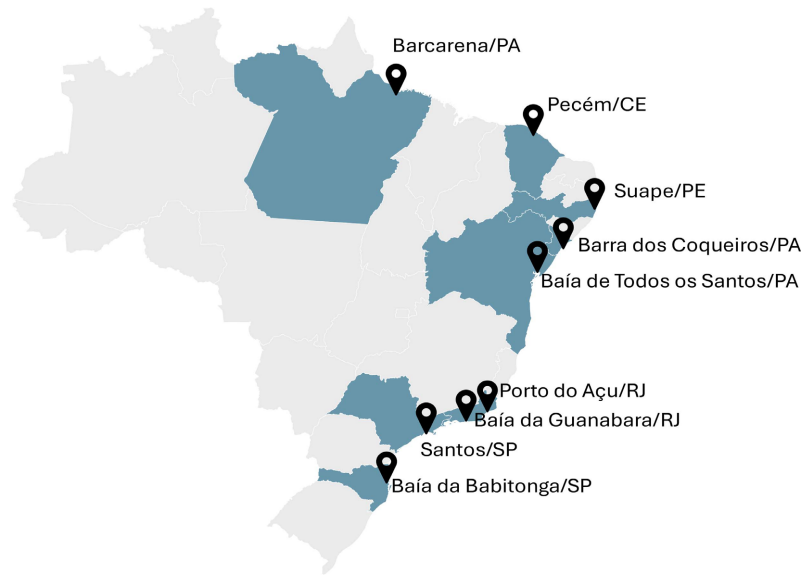 Barcarena/PA
Pecém/CE
Suape/PE
Barra dos Coqueiros/PA
Baía de Todos os Santos/PA
Porto do Açu/RJ
Baía da Guanabara/RJ
Santos/SP
Baía da Babitonga/SP